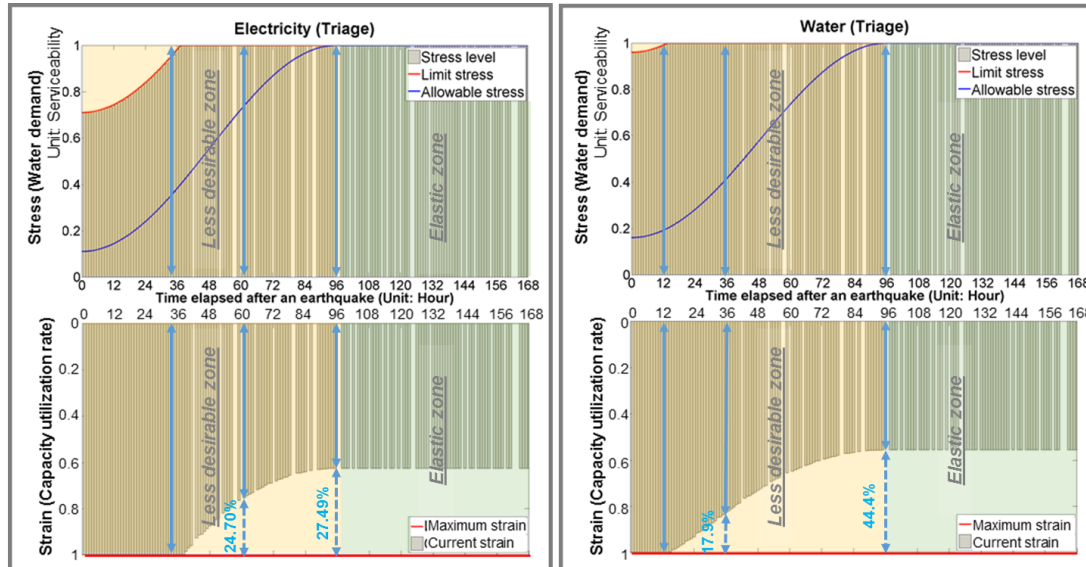 Electricity (Triage)
Stress (Water demand)
Unit: Serviceability
1
0.8
0.6
0.4
0.2
0
Stress level
Limit stress
Allowable stress
Less desirable zone
Elastic zone
0 12 24 36 48 60 72 84 96 108 120 132 144 156 168
Time elapsed after an earthquake (Unit: Hour)
0 12 24 36 48 60 72 84 96 108 120 132 144 156 168
Strain (Capacity utilization rate)
0
0.2
0.4
0.6
0.8
1
Less desirable zone
Elastic zone
24.70%
27.49%
Maximum strain
Current strain
Water (Triage)
Stress (Water demand)
Unit: Serviceability
1
0.8
0.6
0.4
0.2
0
Stress level
Limit stress
Allowable stress
Less desirable zone
Elastic zone
0 12 24 36 48 60 72 84 96 108 120 132 144 156 168
Time elapsed after an earthquake (Unit: Hour)
0 12 24 36 48 60 72 84 96 108 120 132 144 156 168
Strain (Capacity utilization rate)
0
0.2
0.4
0.6
0.8
1
Less desirable zone
Elastic zone
17.9%
44.4%
Maximum strain
Current strain